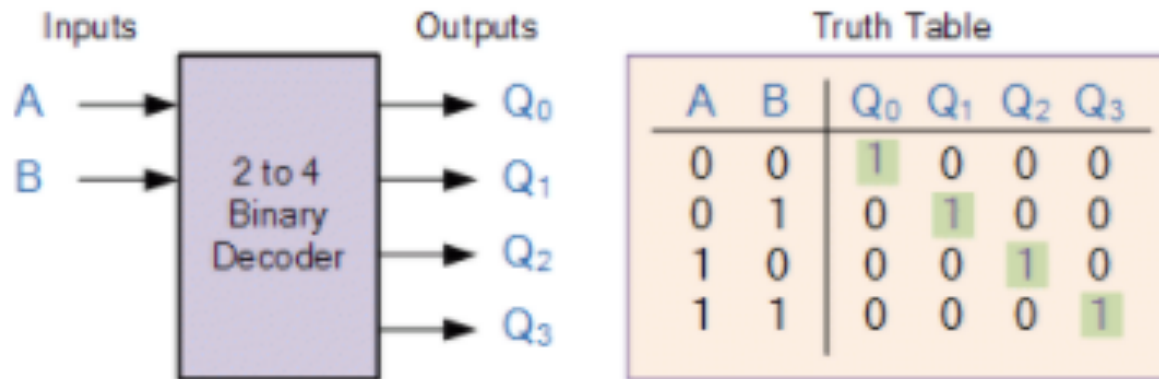 Inputs
Outputs
A
B
2 to 4
Binary
Decoder
Q0
Q1
Q2
Q3
Truth Table
A B Q0 Q1 Q2 Q3
0 0 1 0 0 0
0 1 0 1 0 0
1 0 0 0 1 0
1 1 0 0 0 1